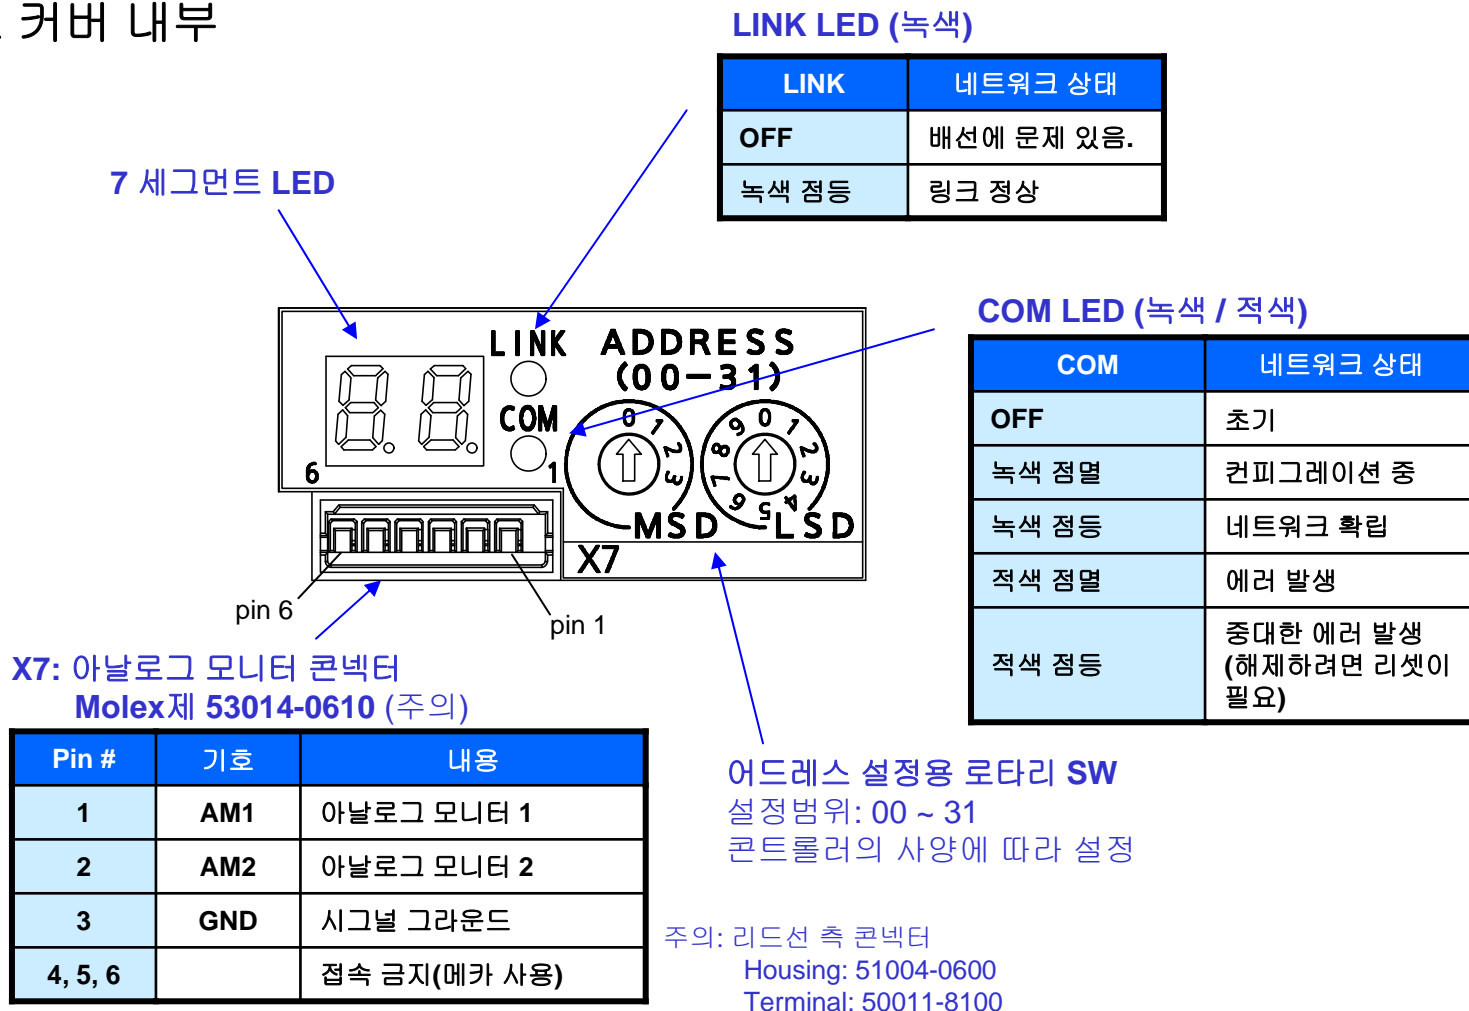 커버 내부
LINK LED (녹색)
LINK 네트워크 상태
OFF 배선에 문제 있음.
녹색 점등 링크 정상
7 세그먼트 LED
COM LED (녹색 / 적색)
COM 네트워크 상태
OFF 초기
녹색 점멸 컨피그레이션 중
녹색 점등 네트워크 확립
적색 점멸 에러 발생
적색 점등 중대한 에러 발생
(해제하려면 리셋이
필요)
LINK ADDRESS
(00-31)
COM
0 1 2 3
0 1 2 3 4 5 6 7 8 9
6 1
MSD LSD
X7
pin 6
pin 1
X7: 아날로그 모니터 콘넥터
Molex제 53014-0610 (주의)
Pin # 기호 내용
1 AM1 아날로그 모니터 1
2 AM2 아날로그 모니터 2
3 GND 시그널 그라운드
4, 5, 6 접속 금지(메카 사용)
어드레스 설정용 로타리 SW
설정범위: 00 ~ 31
콘트롤러의 사양에 따라 설정
주의: 리드선 측 콘넥터
Housing: 51004-0600
Terminal: 50011-8100